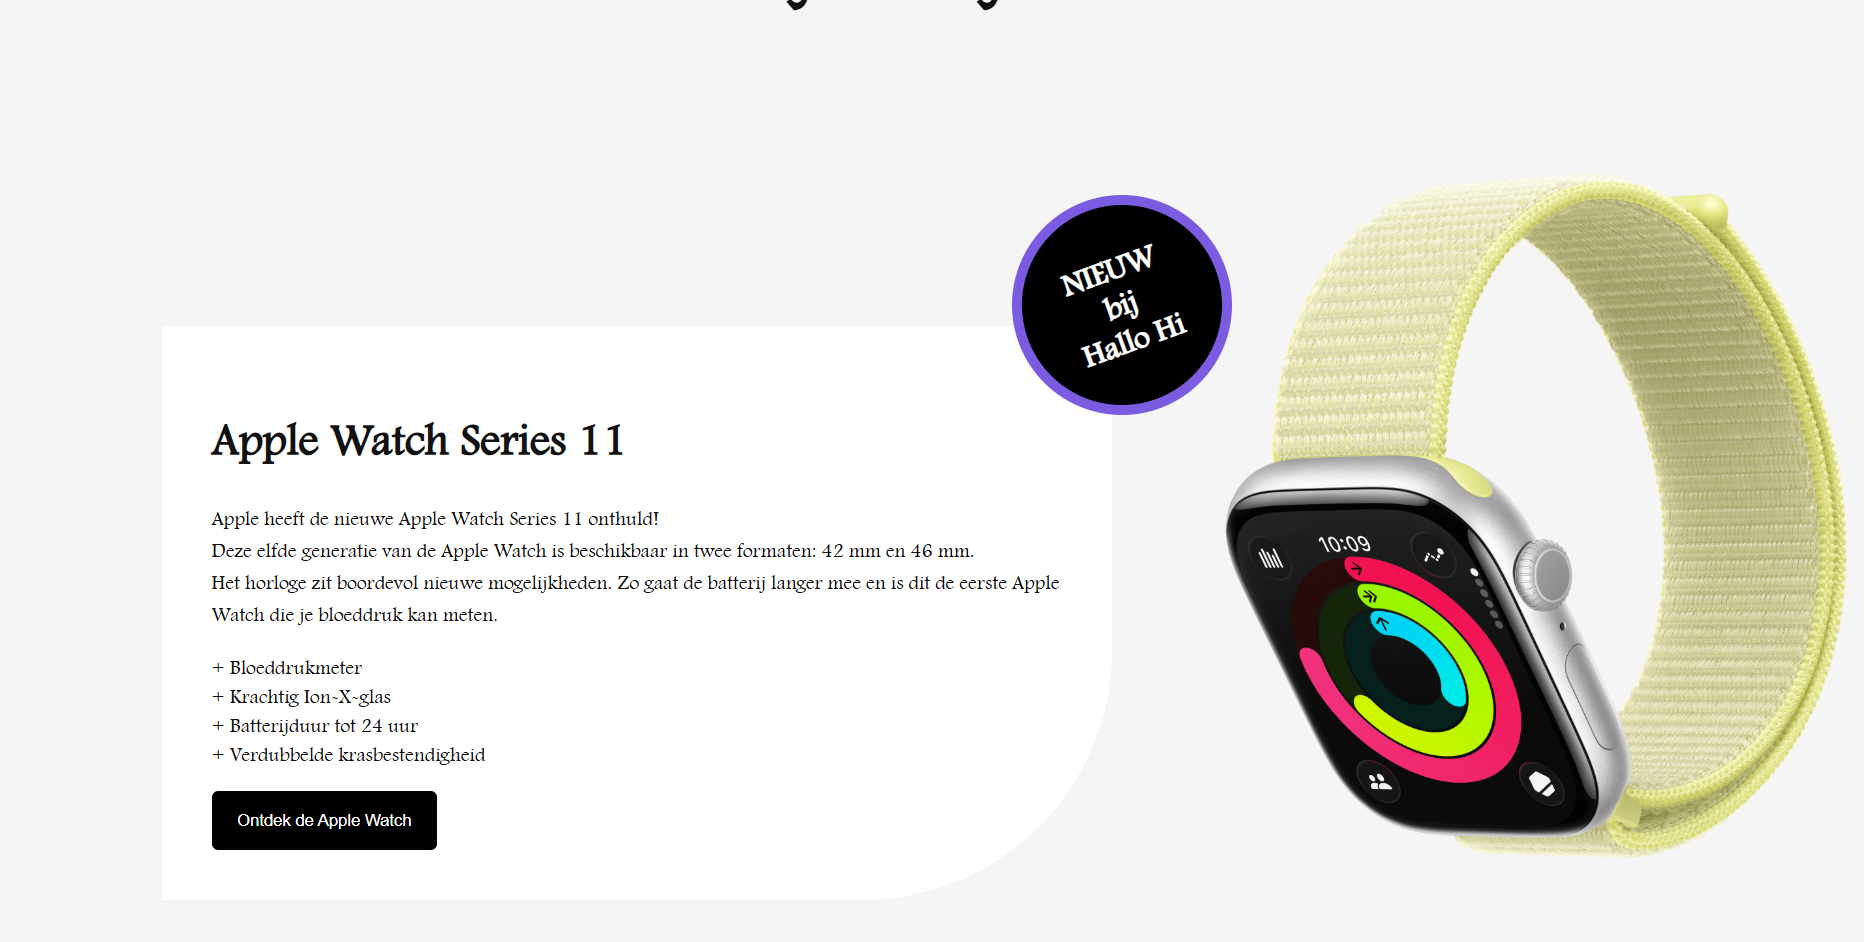 NIEUW
bij
Hallo Hi
Apple Watch Series 11
Apple heeft de nieuwe Apple Watch Series 11 onthuld!
Deze elfde generatie van de Apple Watch is beschikbaar in twee formaten: 42 mm en 46 mm.
Het horloge zit boordevol nieuwe mogelijkheden. Zo gaat de batterij langer mee en is dit de eerste Apple
Watch die je bloeddruk kan meten.
+ Bloeddrukmeter
+ Krachtig Ion-X-glas
+ Batterijduur tot 24 uur
+ Verdubbelde krasbestendigheid
Ontdek de Apple Watch
10:09